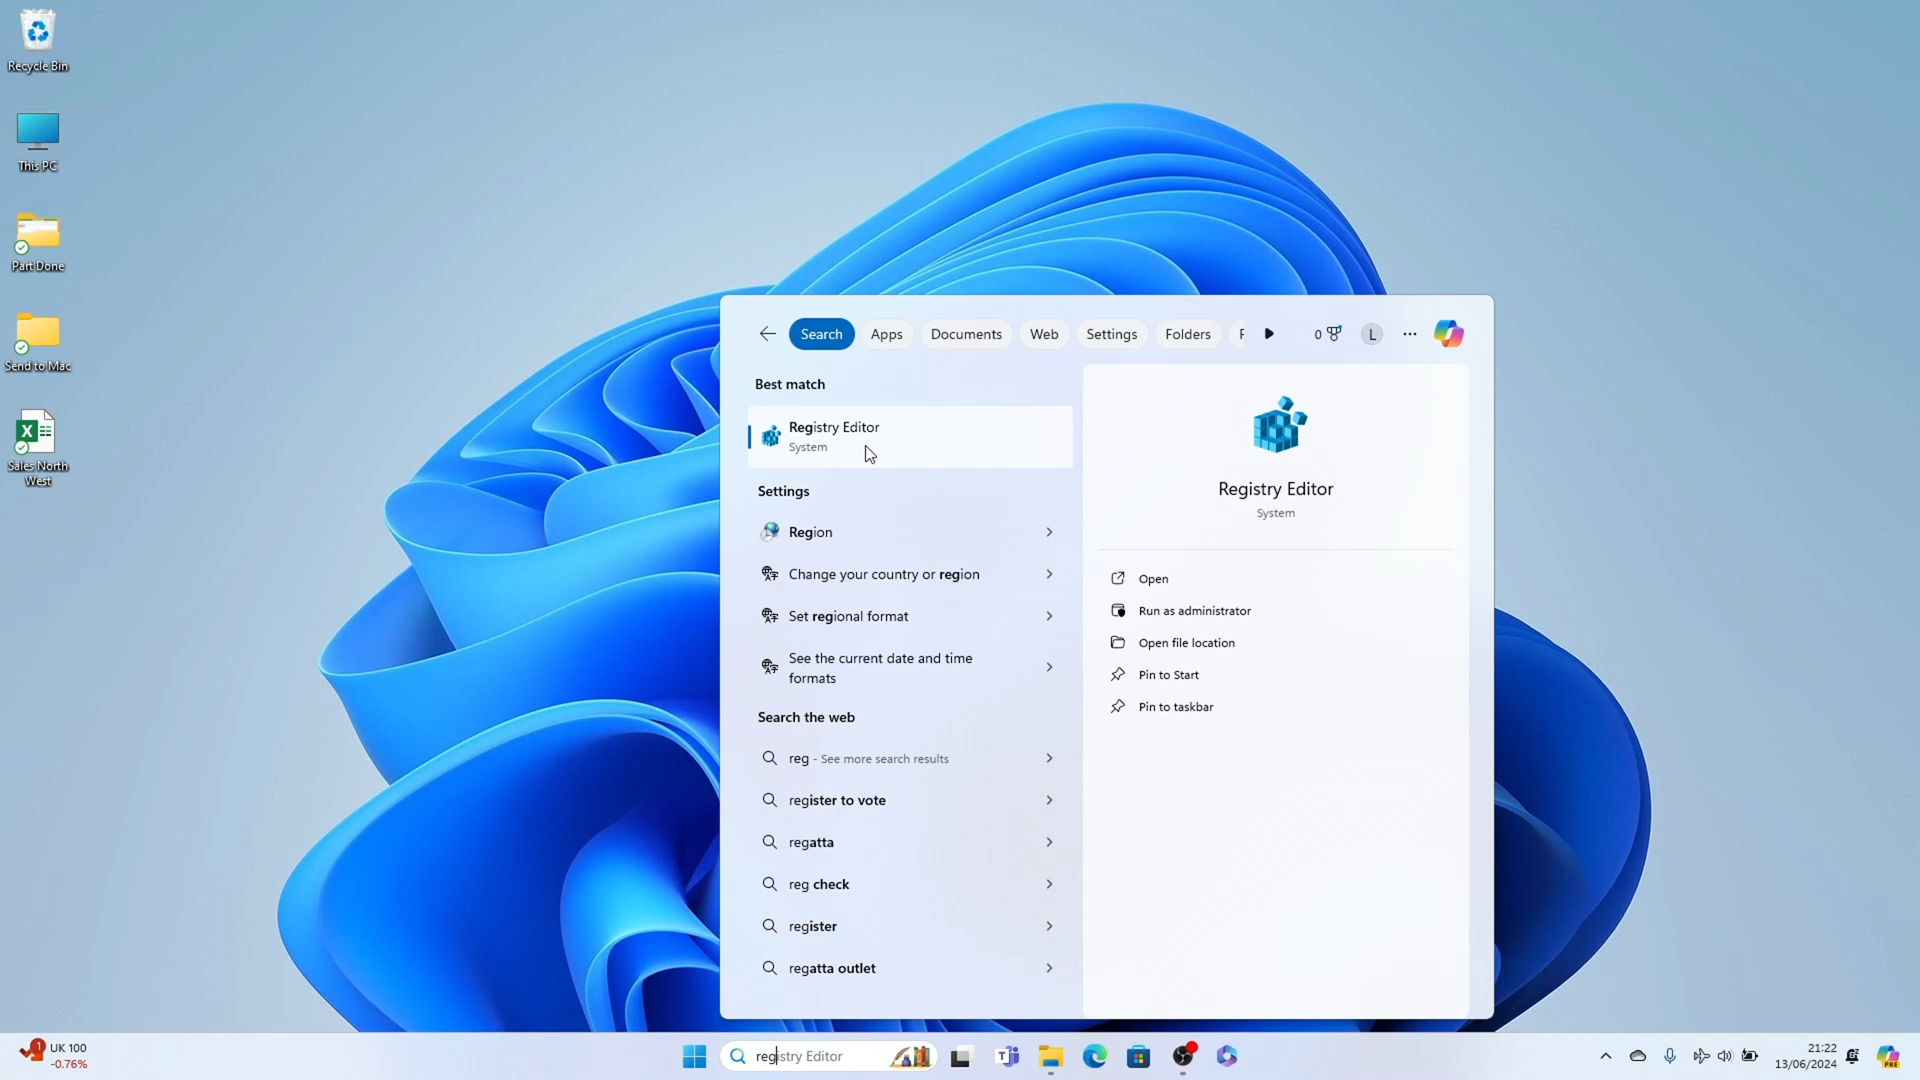 Recycle Bin
This PC
Part Done
Send to Mac
Sales North
West
Search
Apps
Documents
Web
Settings
Folders
0
L
Best match
Registry Editor
System
Settings
Region
Change your country or region
Set regional format
See the current date and time
formats
Search the web
reg - See more search results
register to vote
regatta
reg check
register
regatta outlet
Registry Editor
System
Open
Run as administrator
Open file location
Pin to Start
Pin to taskbar
1
UK 100
-0.76%
registry Editor
21:22
13/06/2024
PRE